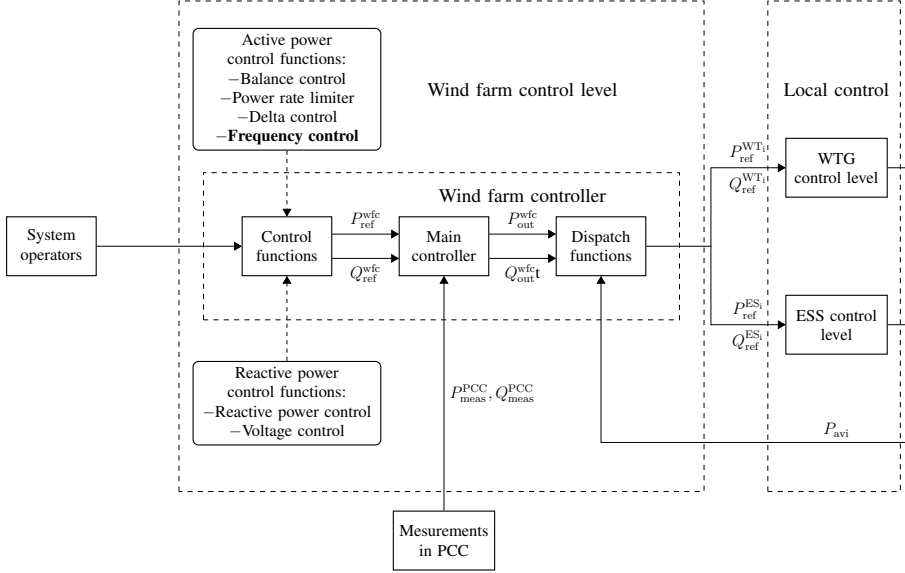 Active power
control functions:
−Balance control
−Power rate limiter
−Delta control
−Frequency control
Wind farm control level
Local control
P_ref^WT_i
Q_ref^WT_i
WTG
control level
Wind farm controller
System
operators
Control
functions
P_ref^wfc
Q_ref^wfc
Main
controller
P_out^wfc
Q_out^wfc t
Dispatch
functions
P_ref^ES_i
Q_ref^ES_i
ESS control
level
Reactive power
control functions:
−Reactive power control
−Voltage control
P_meas^PCC, Q_meas^PCC
P_avi
Mesurements
in PCC